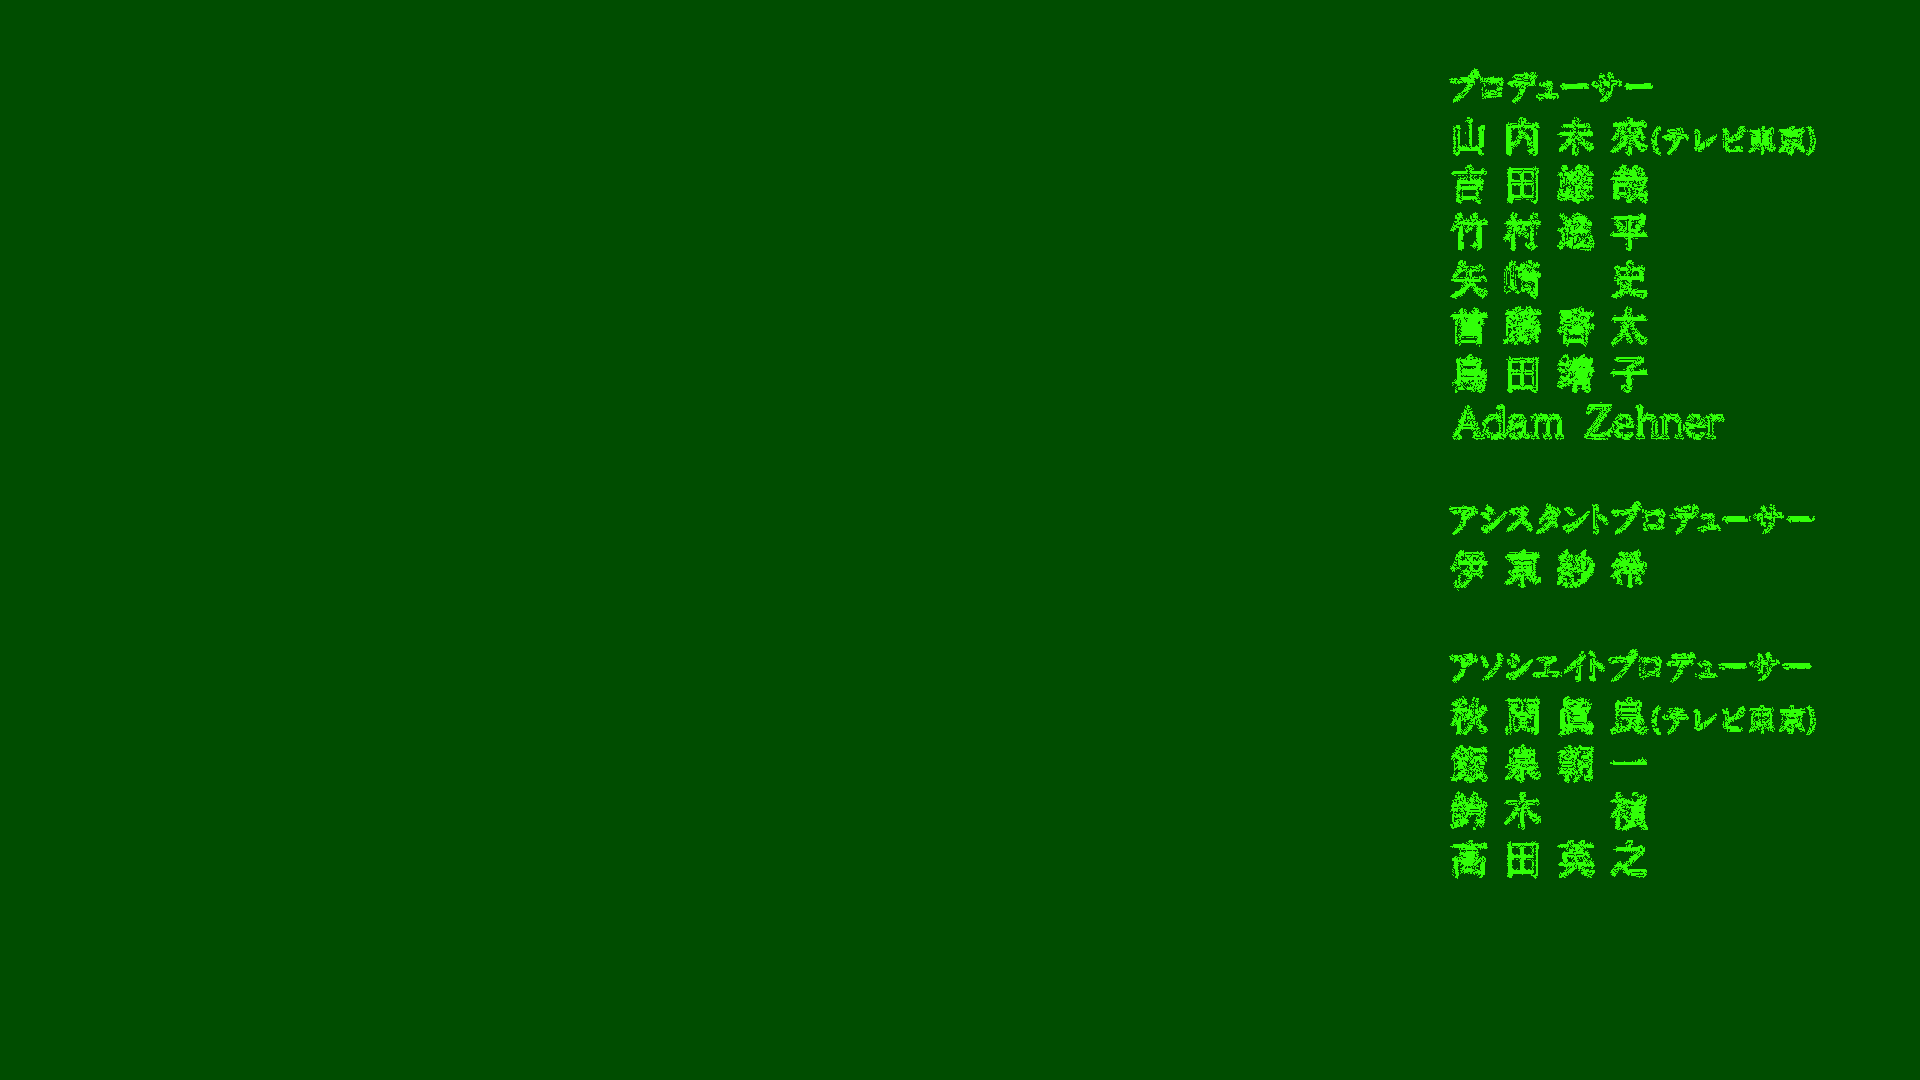 プロデューサー
山内未來(テレビ東京)
吉田雄哉
竹村逸平
矢﨑 史
首藤啓太
島田靖子
Adam Zehner
アシスタントプロデューサー
伊東紗希
アソシエイトプロデューサー
秋間眞良(テレビ東京)
飯泉朝一
鈴木 槙
高田英之